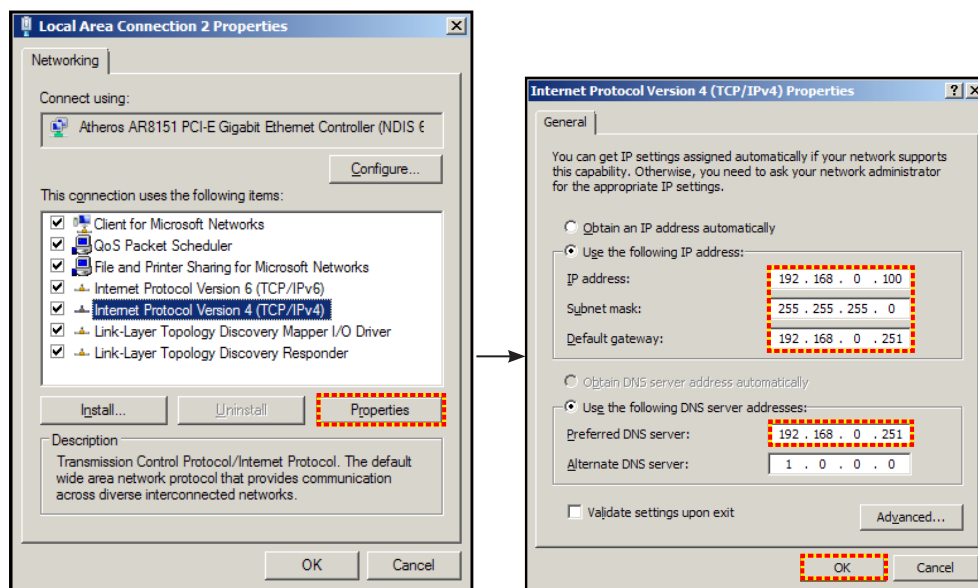 Local Area Connection 2 Properties
Networking
Connect using:
Atheros AR8151 PCI-E Gigabit Ethernet Controller (NDIS 6
Configure...
This connection uses the following items:
Client for Microsoft Networks
QoS Packet Scheduler
File and Printer Sharing for Microsoft Networks
Internet Protocol Version 6 (TCP/IPv6)
Internet Protocol Version 4 (TCP/IPv4)
Link-Layer Topology Discovery Mapper I/O Driver
Link-Layer Topology Discovery Responder
Install...
Uninstall
Properties
Description
Transmission Control Protocol/Internet Protocol. The default
wide area network protocol that provides communication
across diverse interconnected networks.
OK
Cancel
Internet Protocol Version 4 (TCP/IPv4) Properties
General
You can get IP settings assigned automatically if your network supports
this capability. Otherwise, you need to ask your network administrator
for the appropriate IP settings.
Obtain an IP address automatically
Use the following IP address:
IP address: 192 . 168 . 0 . 100
Subnet mask: 255 . 255 . 255 . 0
Default gateway: 192 . 168 . 0 . 251
Obtain DNS server address automatically
Use the following DNS server addresses:
Preferred DNS server: 192 . 168 . 0 . 251
Alternate DNS server: 1 . 0 . 0 . 0
Validate settings upon exit
Advanced...
OK
Cancel